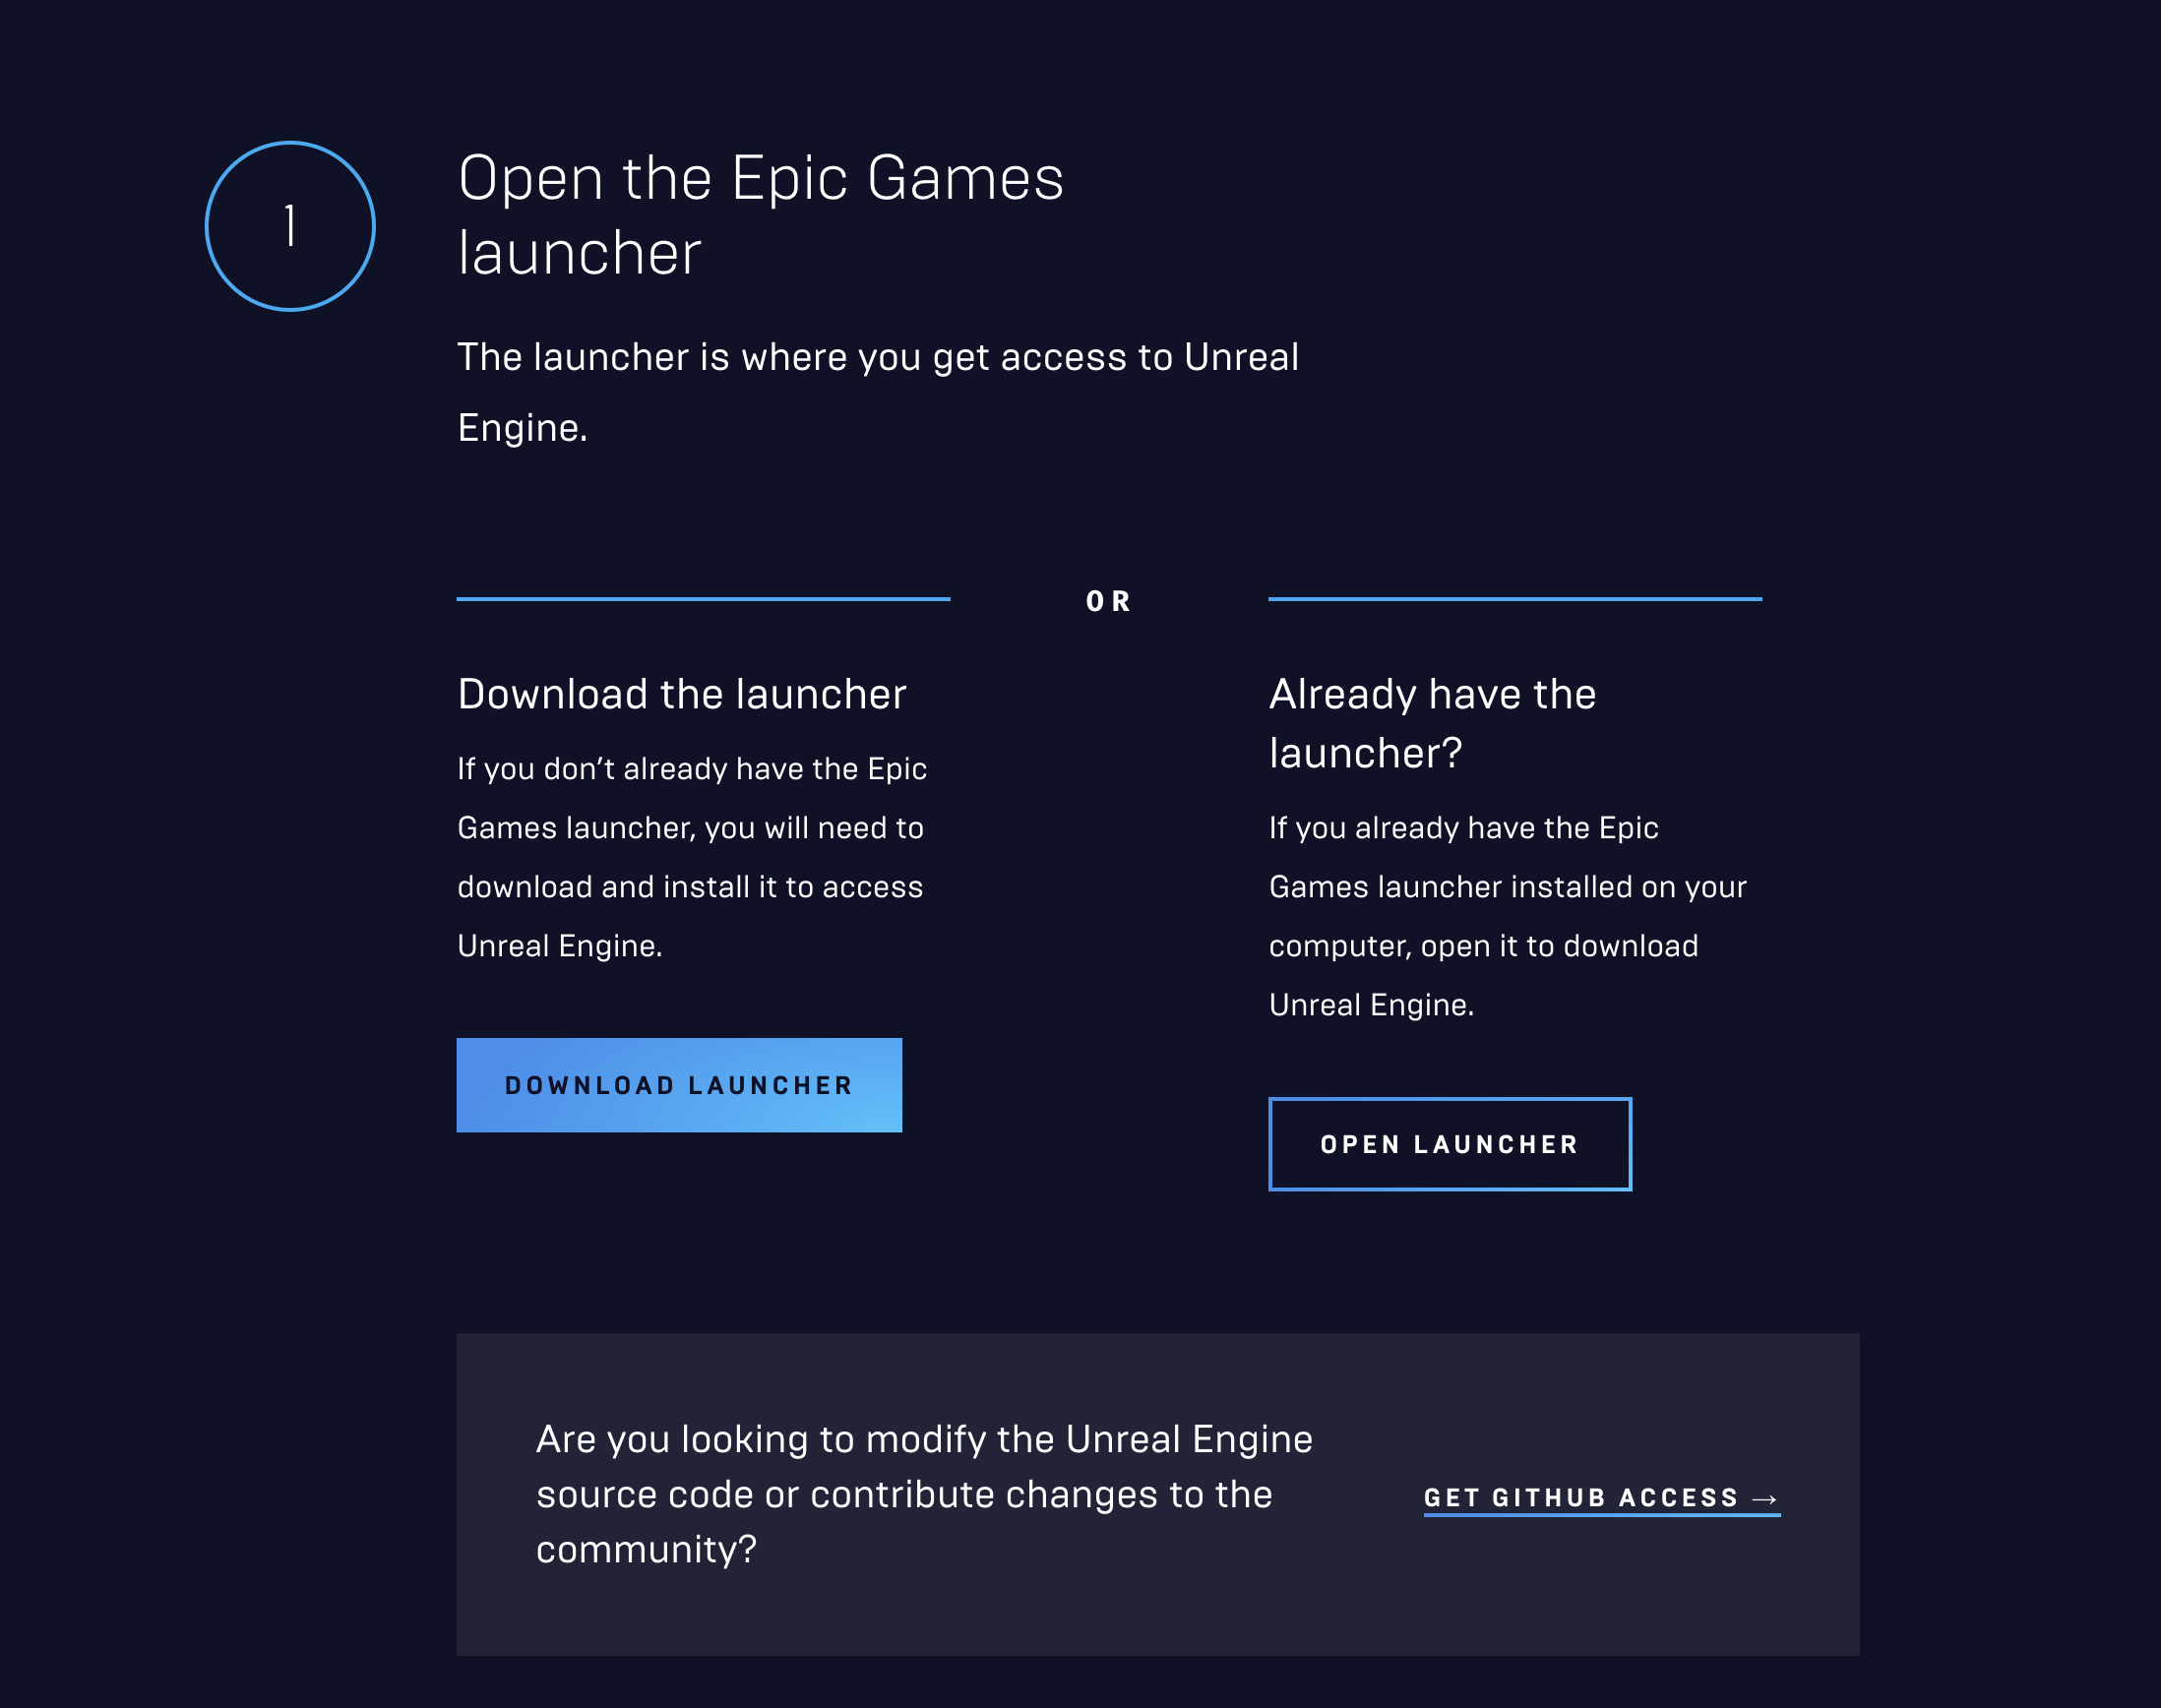 1
Open the Epic Games
launcher
The launcher is where you get access to Unreal
Engine.
OR
Download the launcher
If you don’t already have the Epic
Games launcher, you will need to
download and install it to access
Unreal Engine.
DOWNLOAD LAUNCHER
Already have the
launcher?
If you already have the Epic
Games launcher installed on your
computer, open it to download
Unreal Engine.
OPEN LAUNCHER
Are you looking to modify the Unreal Engine
source code or contribute changes to the
community?
GET GITHUB ACCESS →